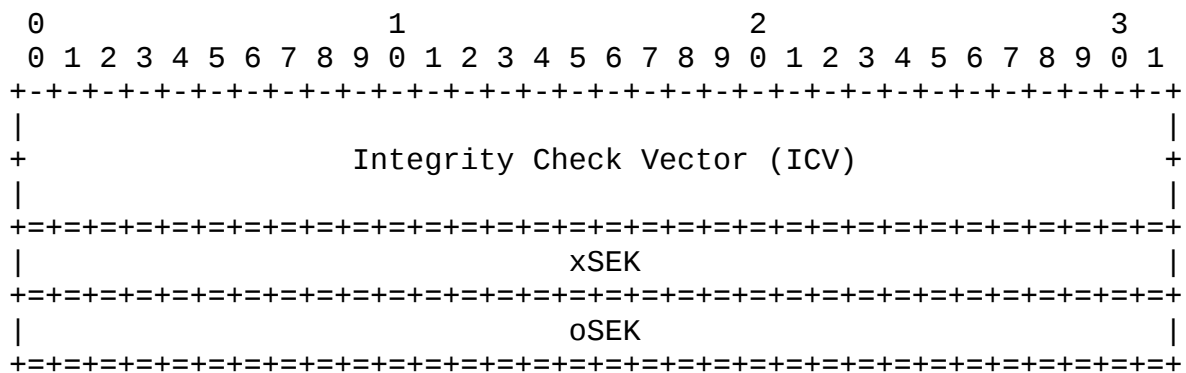 0                   1                   2                   3
 0 1 2 3 4 5 6 7 8 9 0 1 2 3 4 5 6 7 8 9 0 1 2 3 4 5 6 7 8 9 0 1
+-+-+-+-+-+-+-+-+-+-+-+-+-+-+-+-+-+-+-+-+-+-+-+-+-+-+-+-+-+-+-+-+
|                                                               |
+                  Integrity Check Vector (ICV)                 +
|                                                               |
+=+=+=+=+=+=+=+=+=+=+=+=+=+=+=+=+=+=+=+=+=+=+=+=+=+=+=+=+=+=+=+=+
|                              xSEK                             |
+=+=+=+=+=+=+=+=+=+=+=+=+=+=+=+=+=+=+=+=+=+=+=+=+=+=+=+=+=+=+=+=+
|                              oSEK                             |
+=+=+=+=+=+=+=+=+=+=+=+=+=+=+=+=+=+=+=+=+=+=+=+=+=+=+=+=+=+=+=+=+